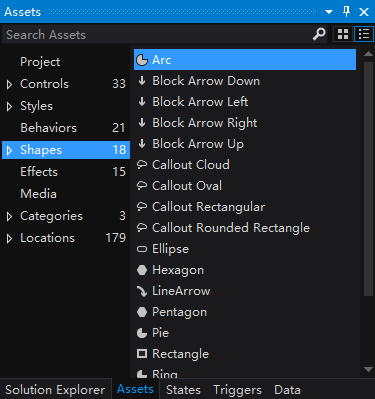 Assets
Search Assets
Project
Controls 33
Styles
Behaviors 21
Shapes 18
Effects 15
Media
Categories 3
Locations 179
Arc
Block Arrow Down
Block Arrow Left
Block Arrow Right
Block Arrow Up
Callout Cloud
Callout Oval
Callout Rectangular
Callout Rounded Rectangle
Ellipse
Hexagon
LineArrow
Pentagon
Pie
Rectangle
Ring
Solution Explorer Assets States Triggers Data